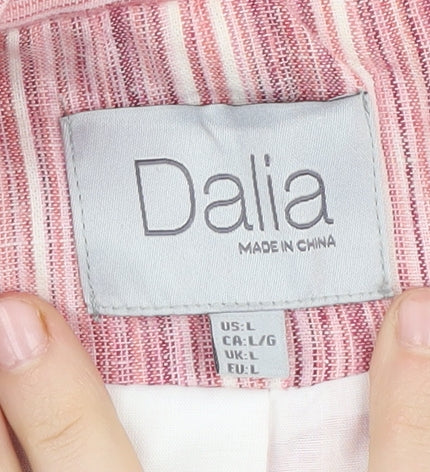 Dalia
MADE IN CHINA
US: L
CA: L/G
UK: L
EU: L